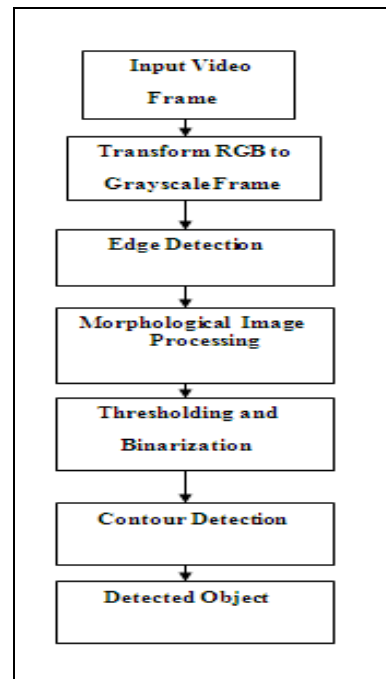 Input Video
Frame
Transform RGB to
Grayscale Frame
Edge Detection
Morphological Image
Processing
Thresholding and
Binarization
Contour Detection
Detected Object